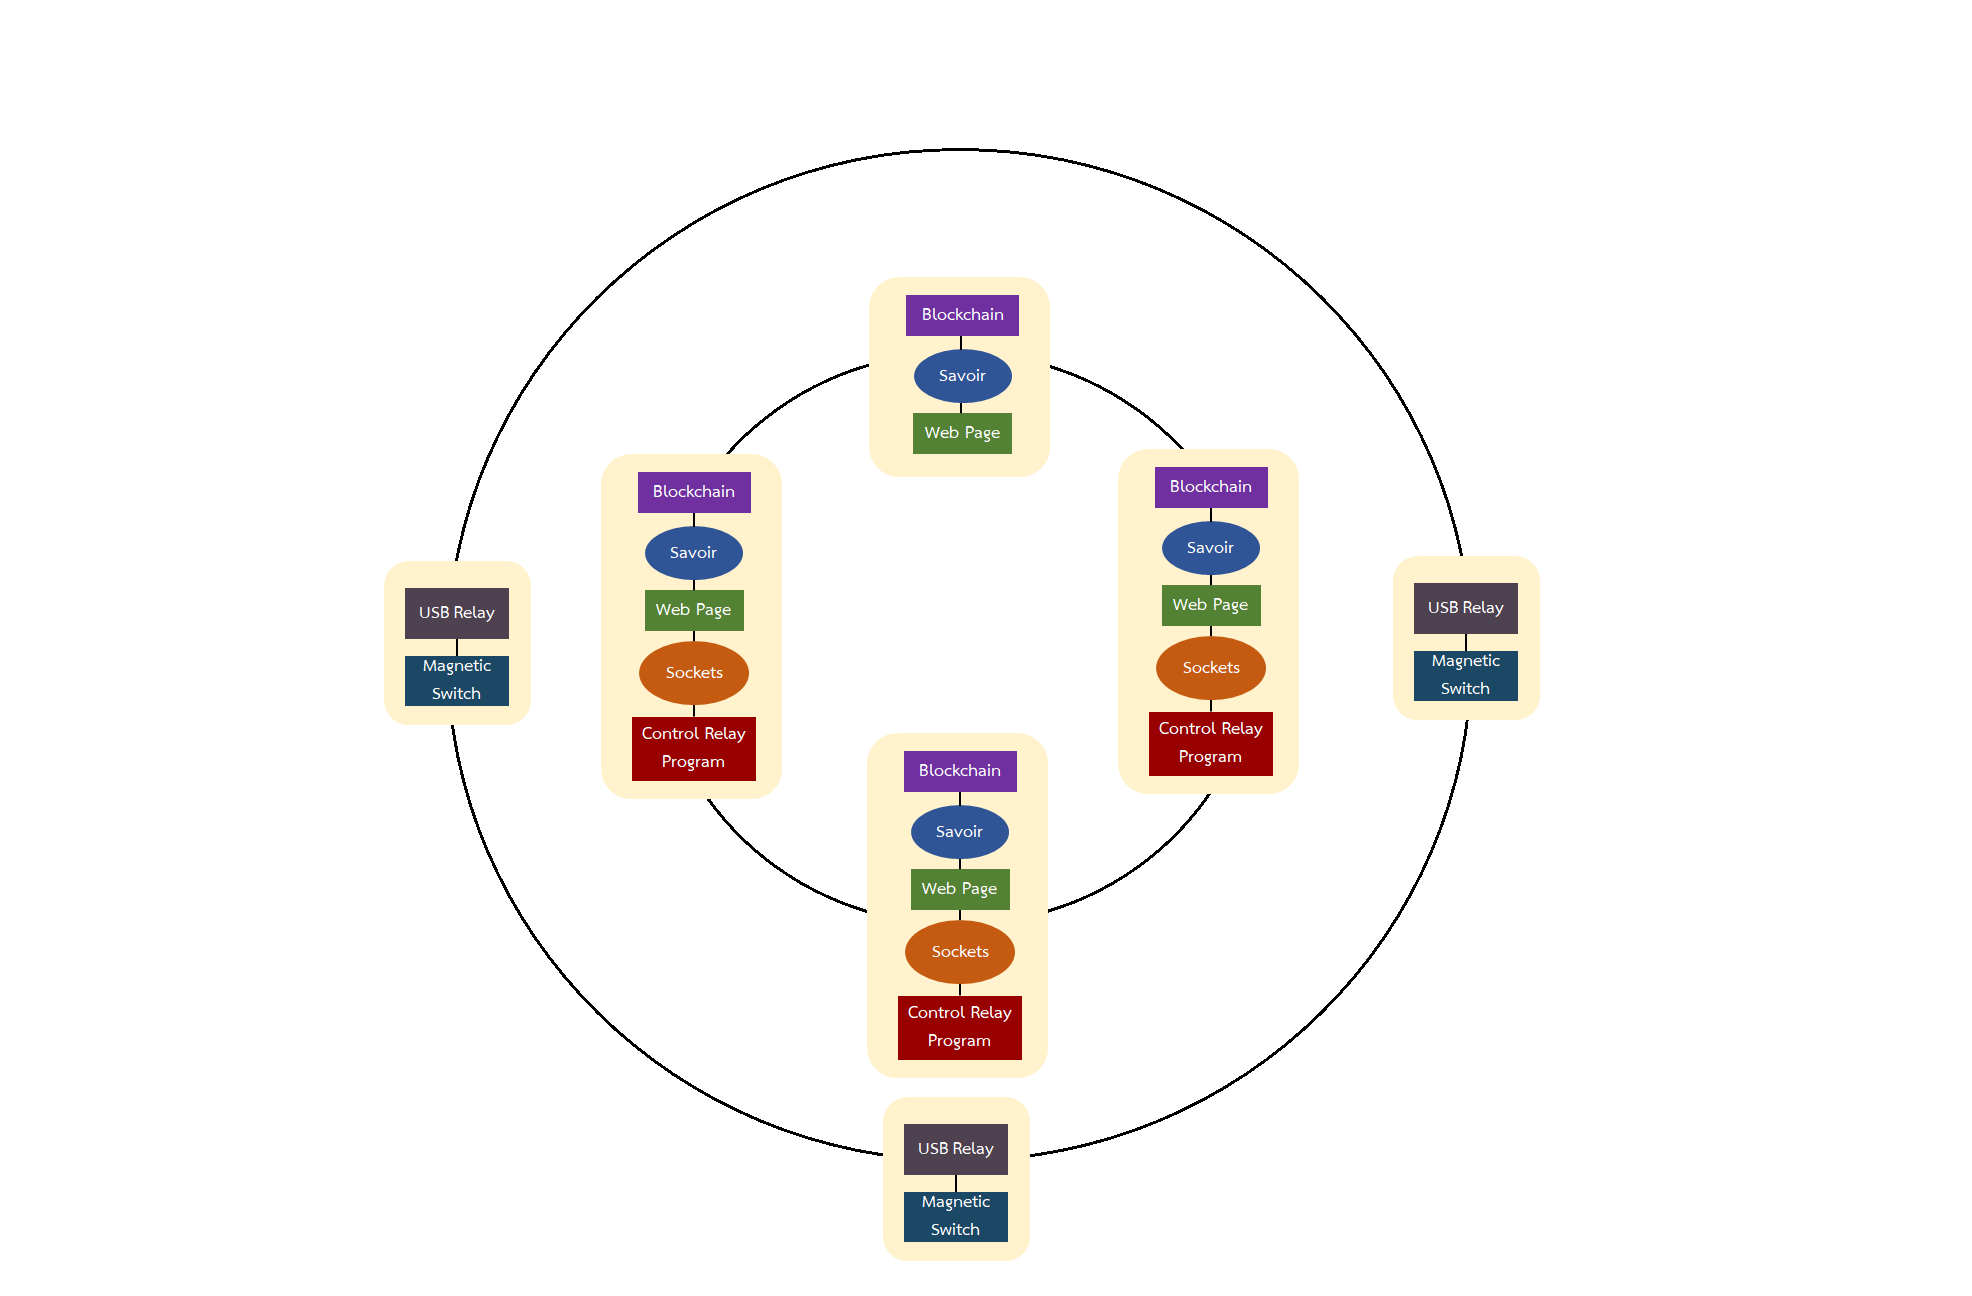 Blockchain
Savoir
Web Page
Blockchain
Savoir
Web Page
Sockets
Control Relay
Program
Blockchain
Savoir
Web Page
Sockets
Control Relay
Program
USB Relay
Magnetic
Switch
USB Relay
Magnetic
Switch
Blockchain
Savoir
Web Page
Sockets
Control Relay
Program
USB Relay
Magnetic
Switch